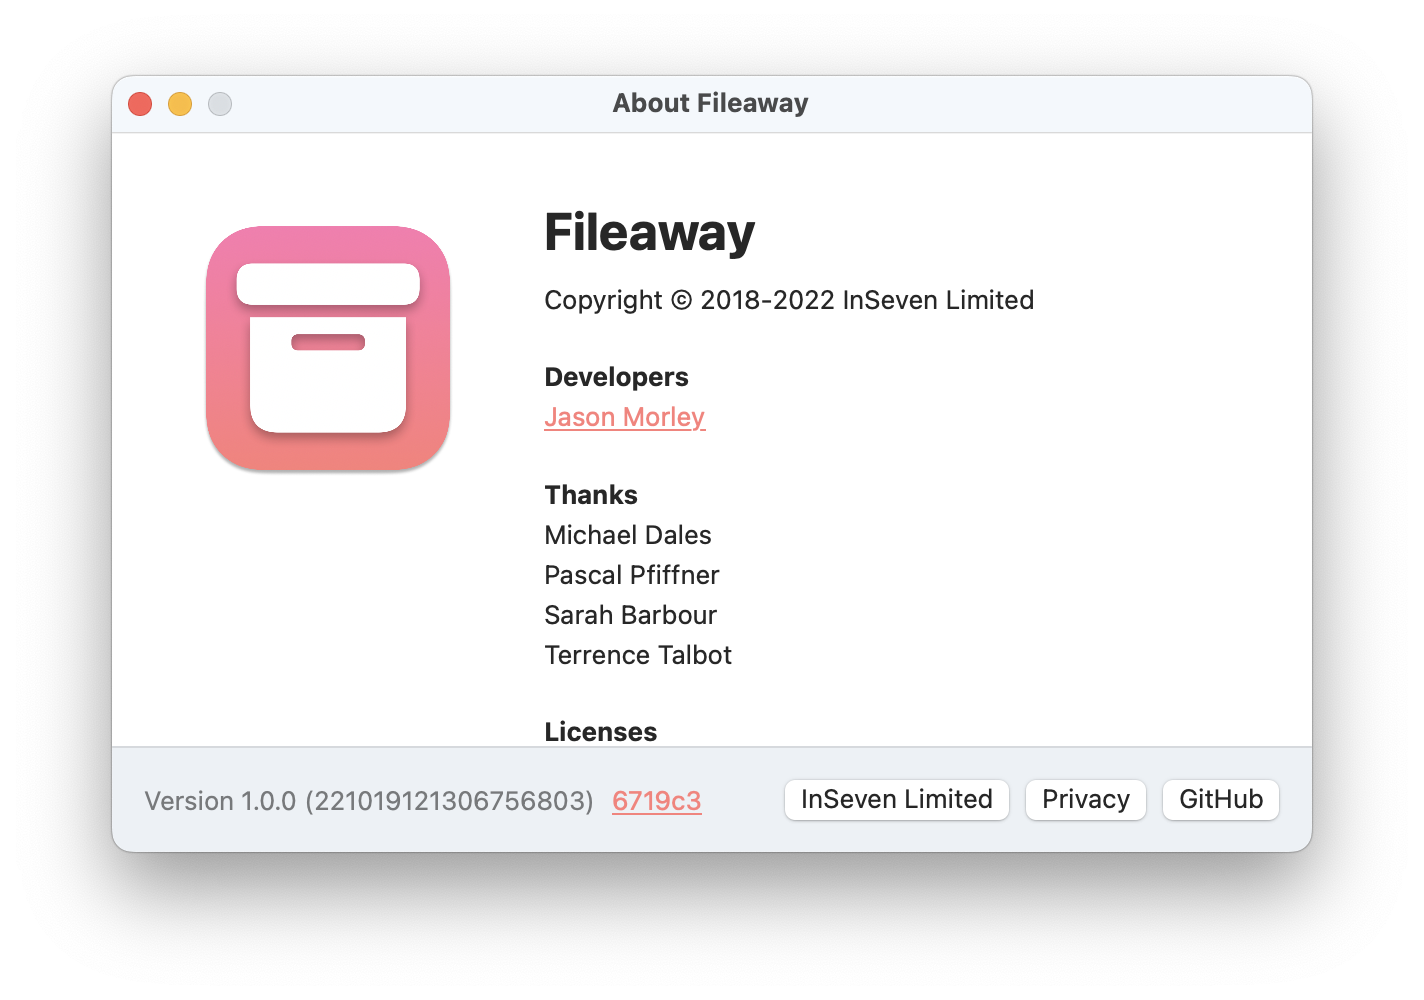 About Fileaway
Fileaway
Copyright © 2018-2022 InSeven Limited
Developers
Jason Morley
Thanks
Michael Dales
Pascal Pfiffner
Sarah Barbour
Terrence Talbot
Licenses
Version 1.0.0 (221019121306756803) 6719c3 InSeven Limited Privacy GitHub